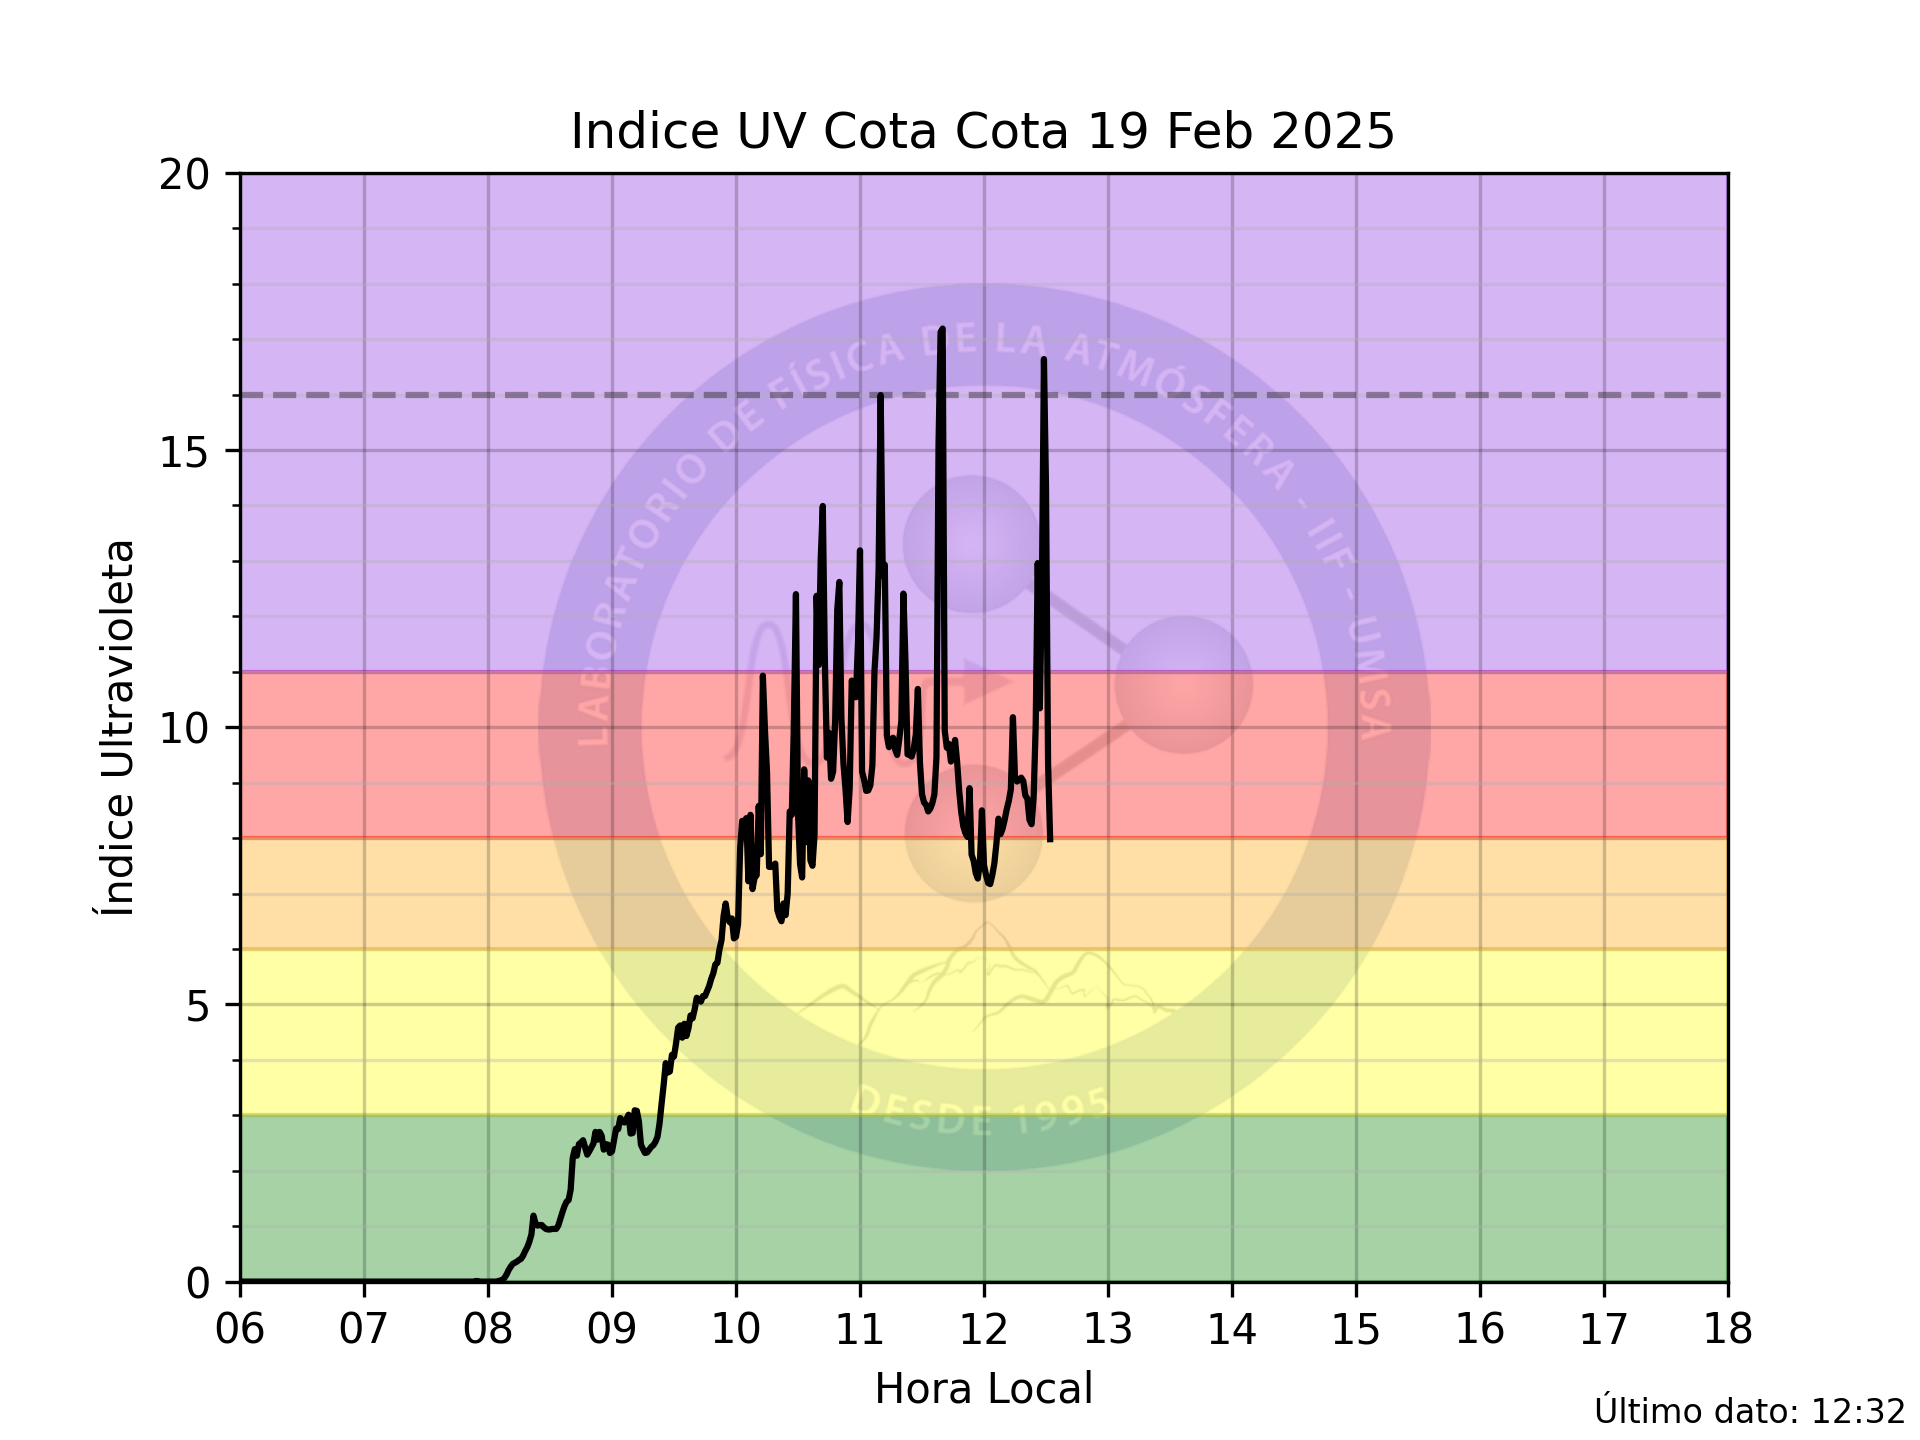 Indice UV Cota Cota 19 Feb 2025
20
15
10
5
0
Índice Ultravioleta
LABORATORIO DE FÍSICA DE LA ATMÓSFERA - IIF - UMSA
DESDE 1995
06 07 08 09 10 11 12 13 14 15 16 17 18
Hora Local
Último dato: 12:32